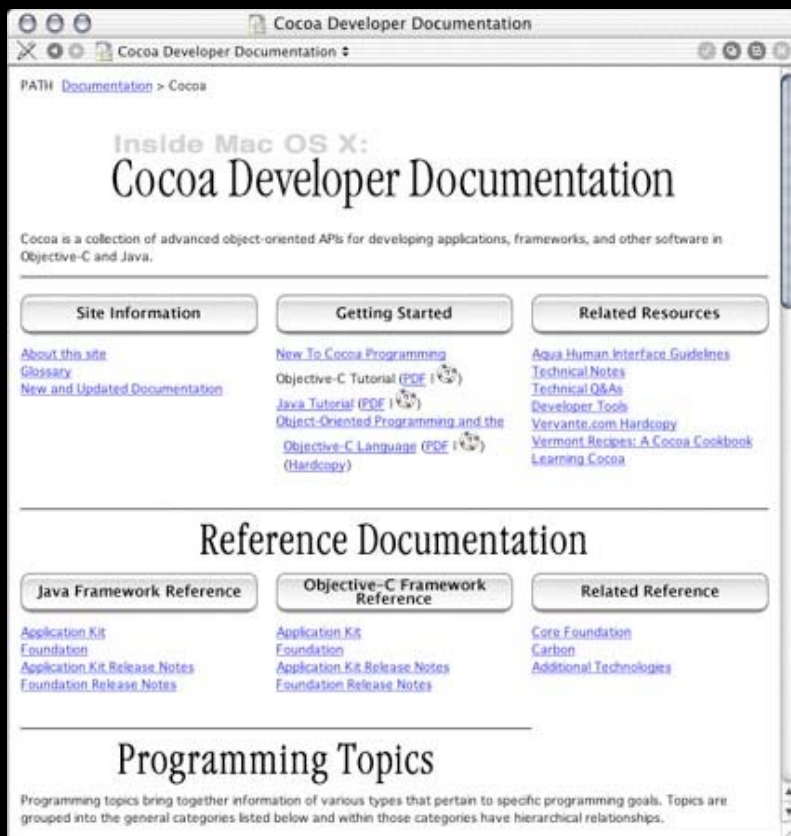 Cocoa Developer Documentation
Cocoa Developer Documentation
PATH Documentation > Cocoa
Inside Mac OS X:
Cocoa Developer Documentation
Cocoa is a collection of advanced object-oriented APIs for developing applications, frameworks, and other software in
Objective-C and Java.
Site Information
About this site
Glossary
New and Updated Documentation
Getting Started
New To Cocoa Programming
Objective-C Tutorial (PDF | )
Java Tutorial (PDF | )
Object-Oriented Programming and the
Objective-C Language (PDF | )
(Hardcopy)
Related Resources
Aqua Human Interface Guidelines
Technical Notes
Technical Q&As
Developer Tools
Vervante.com Hardcopy
Vermont Recipes: A Cocoa Cookbook
Learning Cocoa
Reference Documentation
Java Framework Reference
Application Kit
Foundation
Application Kit Release Notes
Foundation Release Notes
Objective-C Framework
Reference
Application Kit
Foundation
Application Kit Release Notes
Foundation Release Notes
Related Reference
Core Foundation
Carbon
Additional Technologies
Programming Topics
Programming topics bring together information of various types that pertain to specific programming goals. Topics are
grouped into the general categories listed below and within those categories have hierarchical relationships.